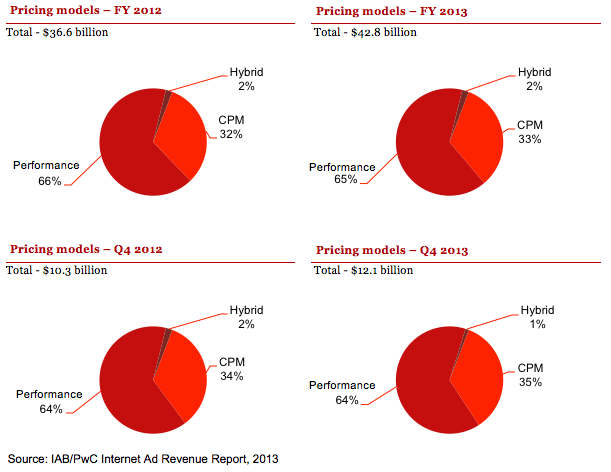 Pricing models – FY 2012
Total - $36.6 billion
Hybrid
2%
CPM
32%
Performance
66%
Pricing models – FY 2013
Total - $42.8 billion
Hybrid
2%
CPM
33%
Performance
65%
Pricing models – Q4 2012
Total - $10.3 billion
Hybrid
2%
CPM
34%
Performance
64%
Pricing models – Q4 2013
Total - $12.1 billion
Hybrid
1%
CPM
35%
Performance
64%
Source: IAB/PwC Internet Ad Revenue Report, 2013